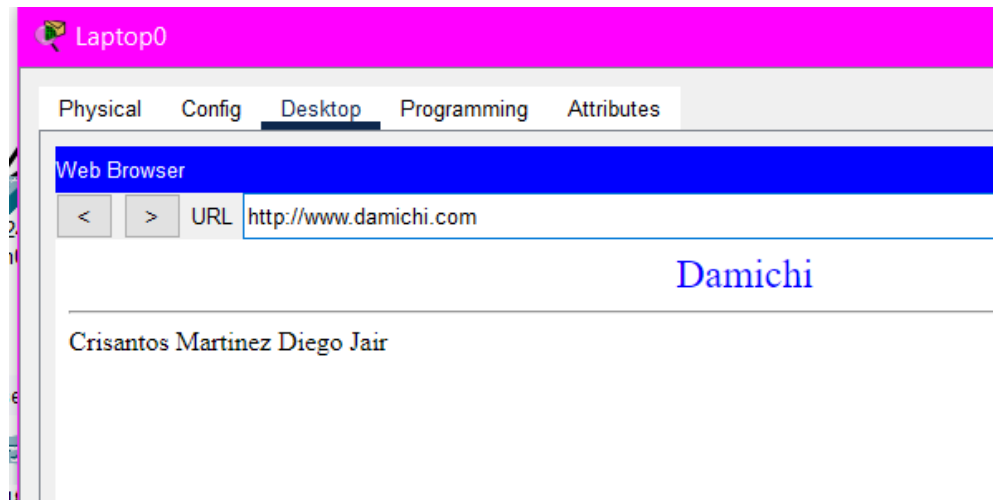 Laptop0
Physical Config Desktop Programming Attributes
Web Browser
< > URL http://www.damichi.com
Damichi
Crisantos Martinez Diego Jair